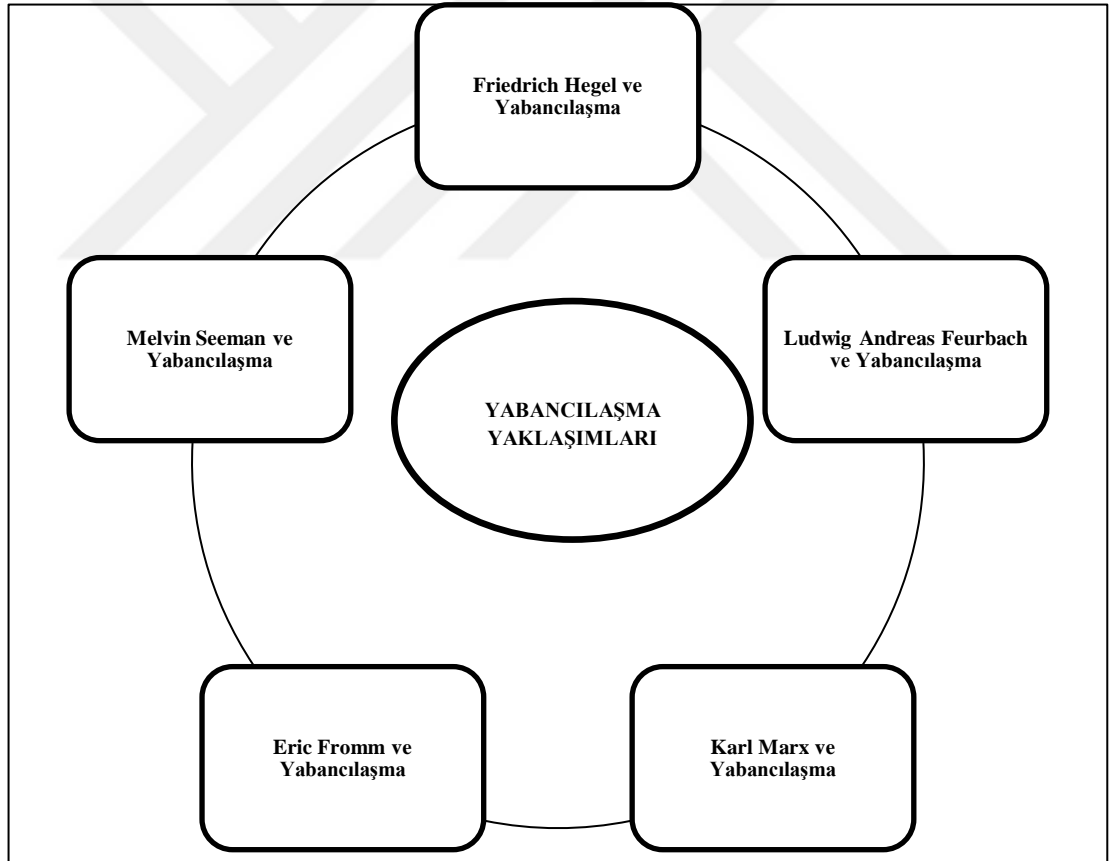 Friedrich Hegel ve
Yabancılaşma
Melvin Seeman ve
Yabancılaşma
Ludwig Andreas Feurbach
ve Yabancılaşma
YABANCILAŞMA
YAKLAŞIMLARI
Eric Fromm ve
Yabancılaşma
Karl Marx ve
Yabancılaşma